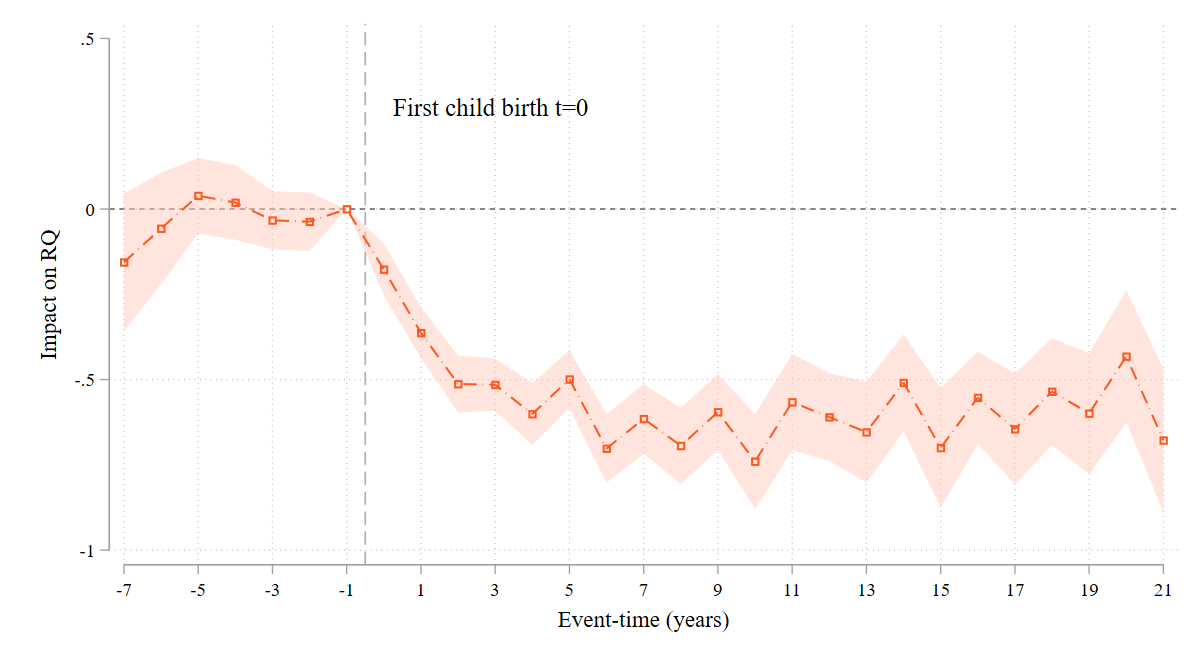 .5
First child birth t=0
0
Impact on RQ
-.5
-1
-7 -5 -3 -1 1 3 5 7 9 11 13 15 17 19 21
Event-time (years)